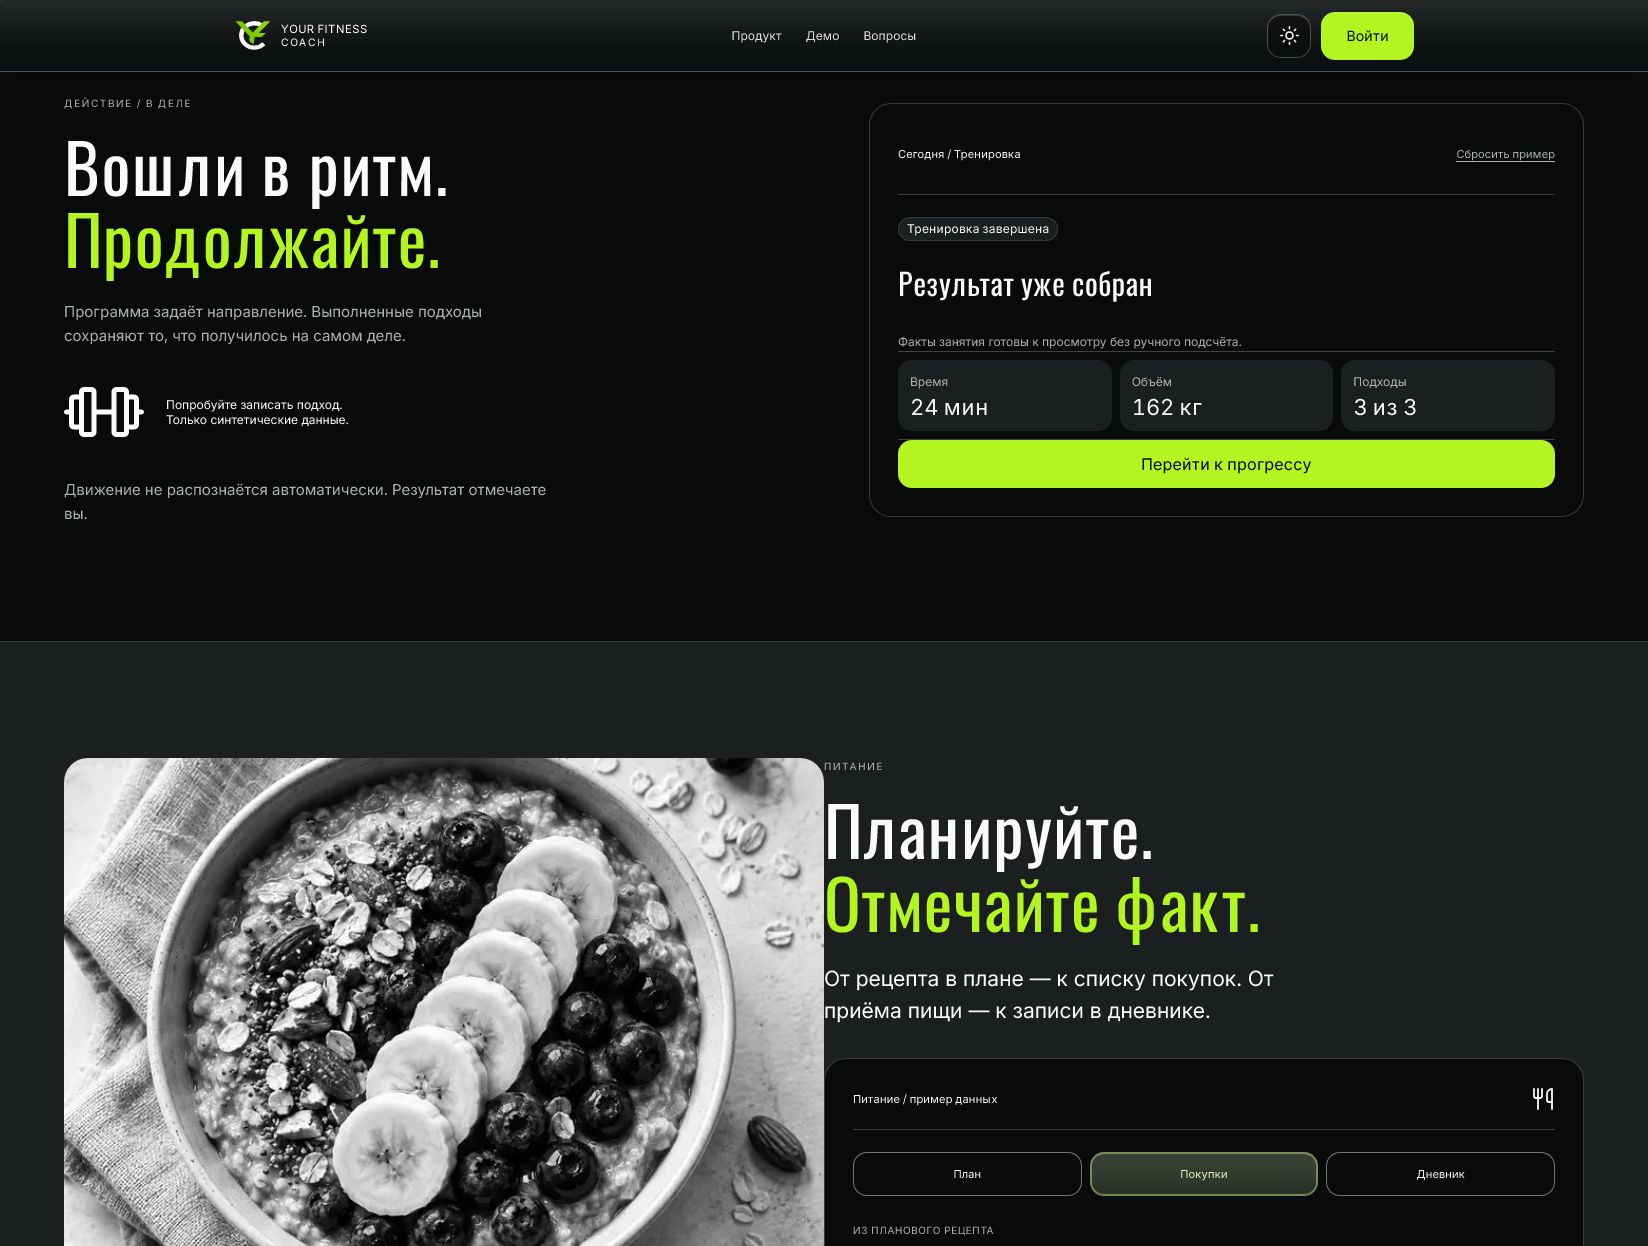 YOUR FITNESS
COACH
Продукт
Демо
Вопросы
Войти
ДЕЙСТВИЕ / В ДЕЛЕ
Вошли в ритм.
Продолжайте.
Программа задаёт направление. Выполненные подходы
сохраняют то, что получилось на самом деле.
Попробуйте записать подход.
Только синтетические данные.
Движение не распознаётся автоматически. Результат отмечаете
вы.
Сегодня / Тренировка
Сбросить пример
Тренировка завершена
Результат уже собран
Факты занятия готовы к просмотру без ручного подсчёта.
Время
24 мин
Объём
162 кг
Подходы
3 из 3
Перейти к прогрессу
ПИТАНИЕ
Планируйте.
Отмечайте факт.
От рецепта в плане — к списку покупок. От
приёма пищи — к записи в дневнике.
Питание / пример данных
План
Покупки
Дневник
ИЗ ПЛАНОВОГО РЕЦЕПТА